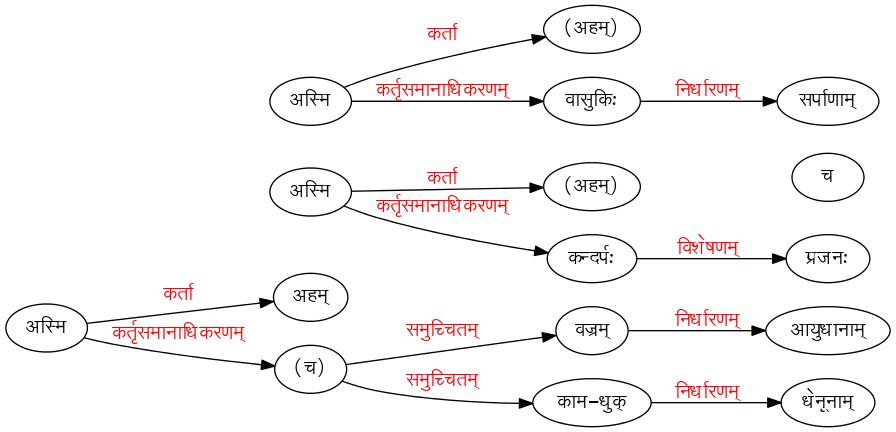 कर्ता (अहम्)
अस्मि कर्तृसमानाधिकरणम् वासुकिः निर्धारणम् सर्पाणाम्
कर्ता (अहम्) च
अस्मि कर्तृसमानाधिकरणम् कन्दर्पः विशेषणम् प्रजनः
कर्ता अहम्
अस्मि कर्तृसमानाधिकरणम् (च)
समुच्चितम् वज्रम् निर्धारणम् आयुधानाम्
समुच्चितम् काम-धुक् निर्धारणम् धेनूनाम्